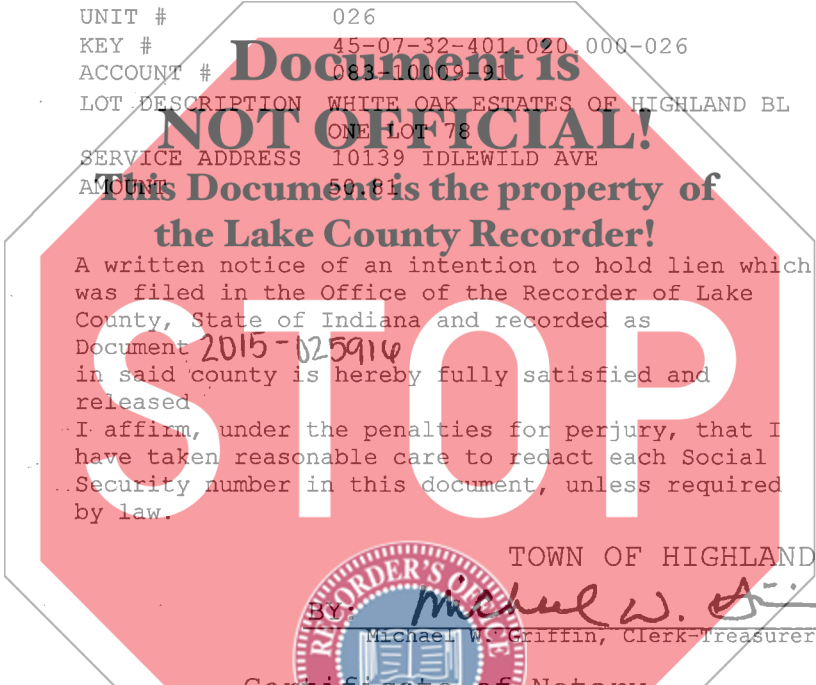 UNIT # 026
KEY # 45-07-32-401.020.000-026
ACCOUNT # 083-10009-91
LOT DESCRIPTION WHITE OAK ESTATES OF HIGHLAND BL
ONE LOT 78
SERVICE ADDRESS 10139 IDLEWILD AVE
AMOUNT 50.81
Document is
NOT OFFICIAL!
This Document is the property of
the Lake County Recorder!
A written notice of an intention to hold lien which
was filed in the Office of the Recorder of Lake
County, State of Indiana and recorded as
Document 2015-025916
in said county is hereby fully satisfied and
released
I affirm, under the penalties for perjury, that I
have taken reasonable care to redact each Social
Security number in this document, unless required
by law.
STOP
TOWN OF HIGHLAND
BY: Michael W. Griffin
Michael W. Griffin, Clerk-Treasurer
RECORDER'S OFFICE
Certificate of Notary